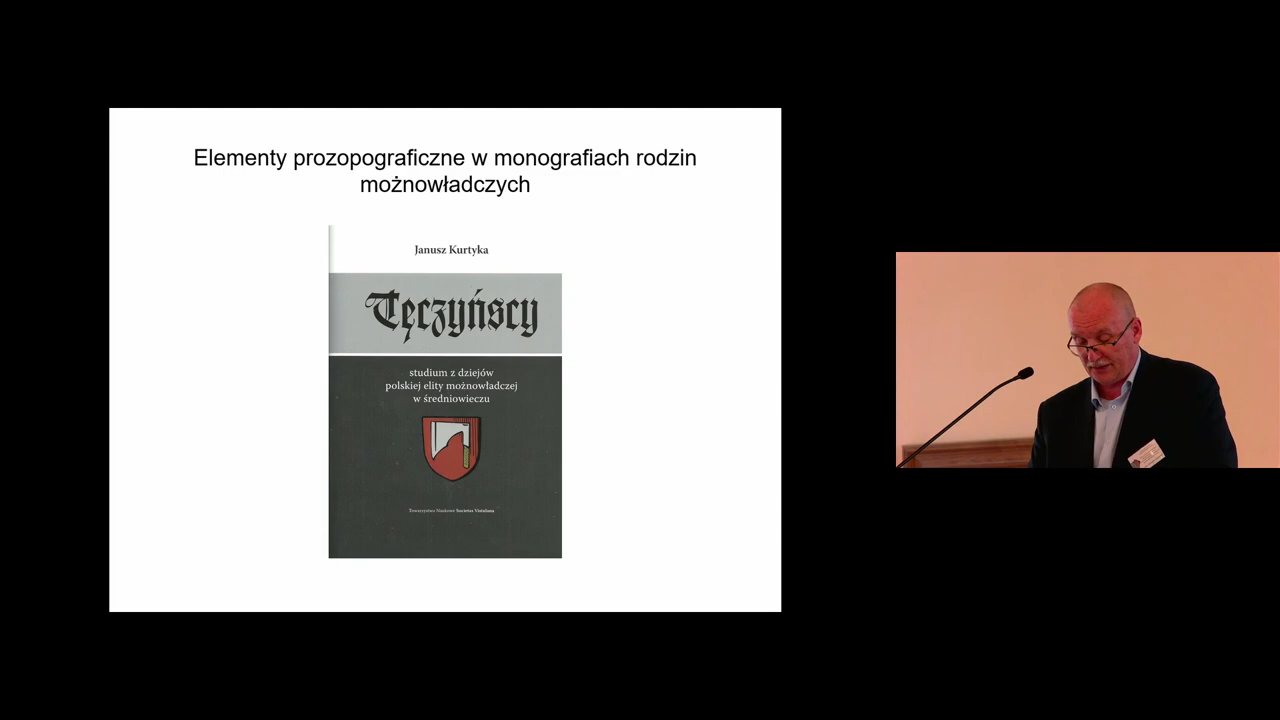 Elementy prozopograficzne w monografiach rodzin
możnowładczych
Janusz Kurtyka
Tęczyńscy
studium z dziejów
polskiej elity możnowładczej
w średniowieczu
Towarzystwo Naukowe Societas Vistulana